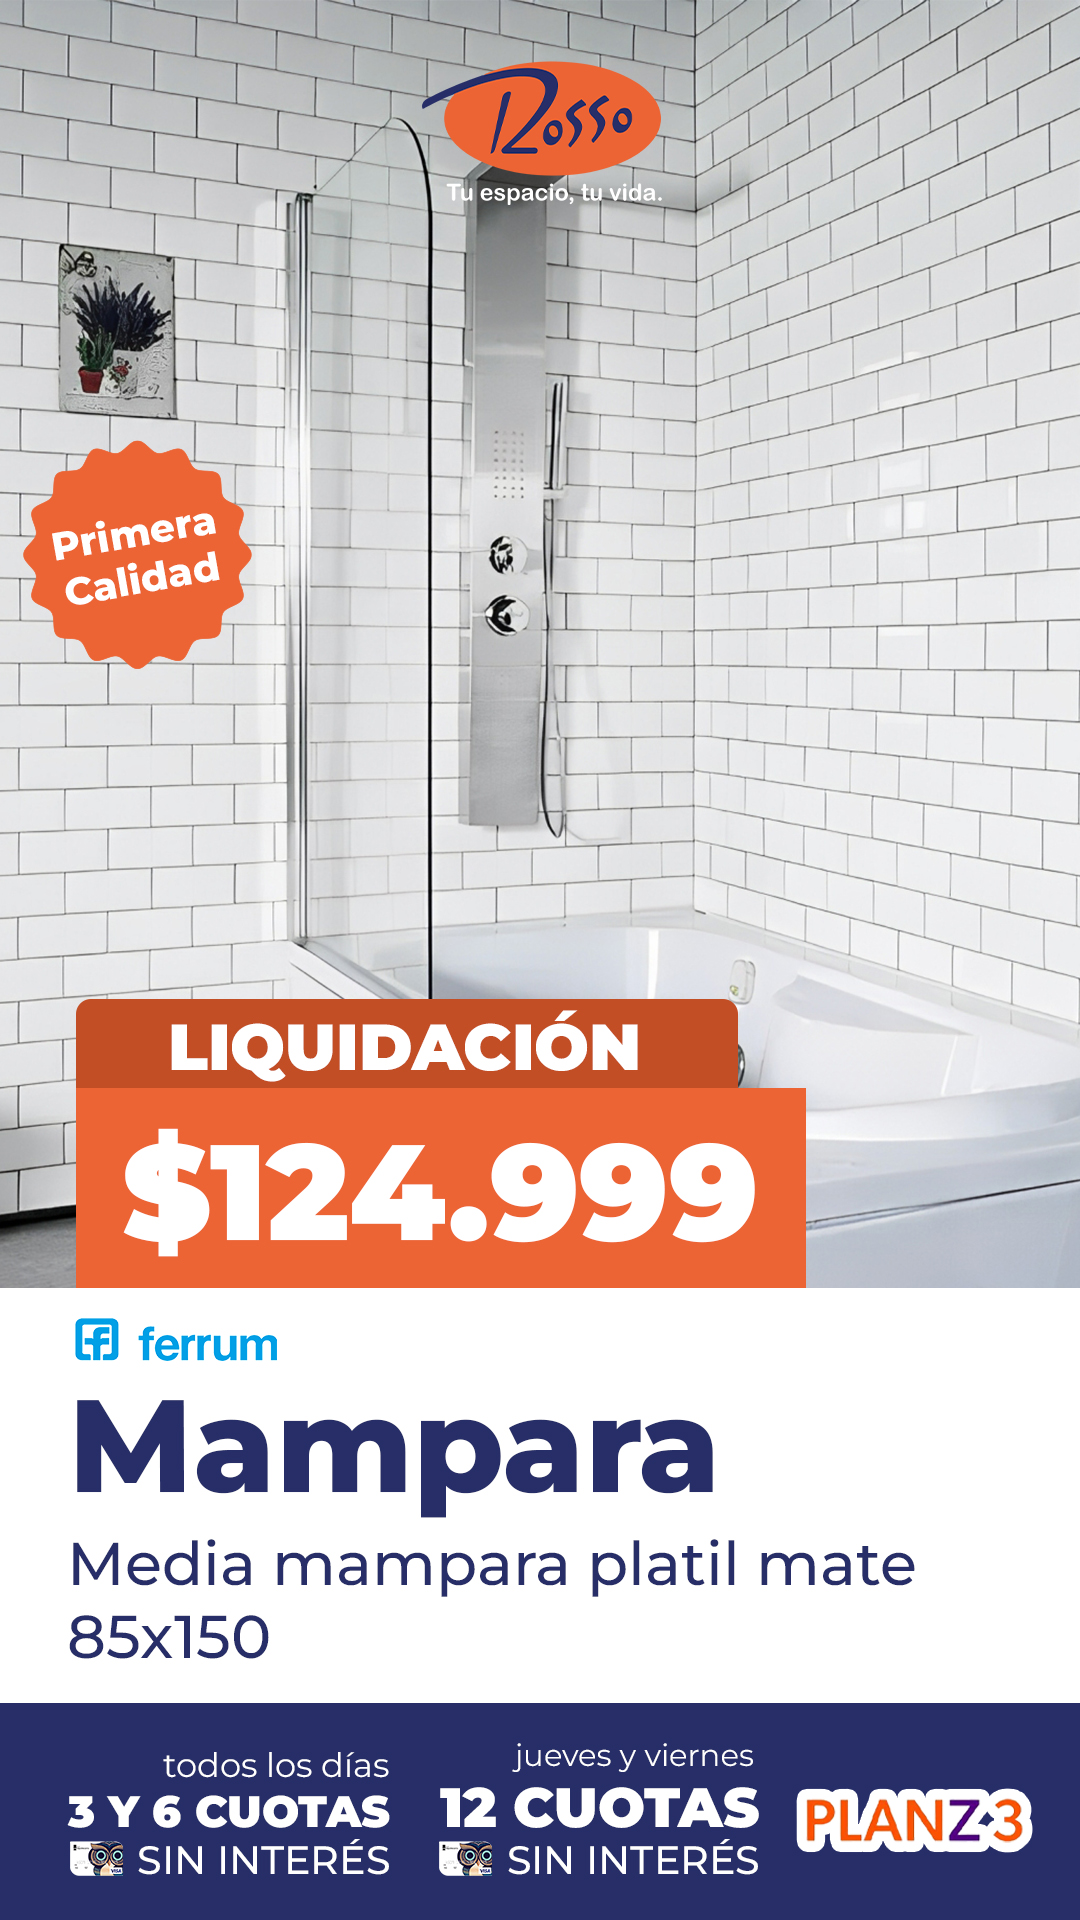 Rosso
Tu espacio, tu vida.
Primera
Calidad
LIQUIDACIÓN
$124.999
ferrum
Mampara
Media mampara platil mate
85x150
todos los días
3 Y 6 CUOTAS
SIN INTERÉS
jueves y viernes
12 CUOTAS
SIN INTERÉS
PLANZ3